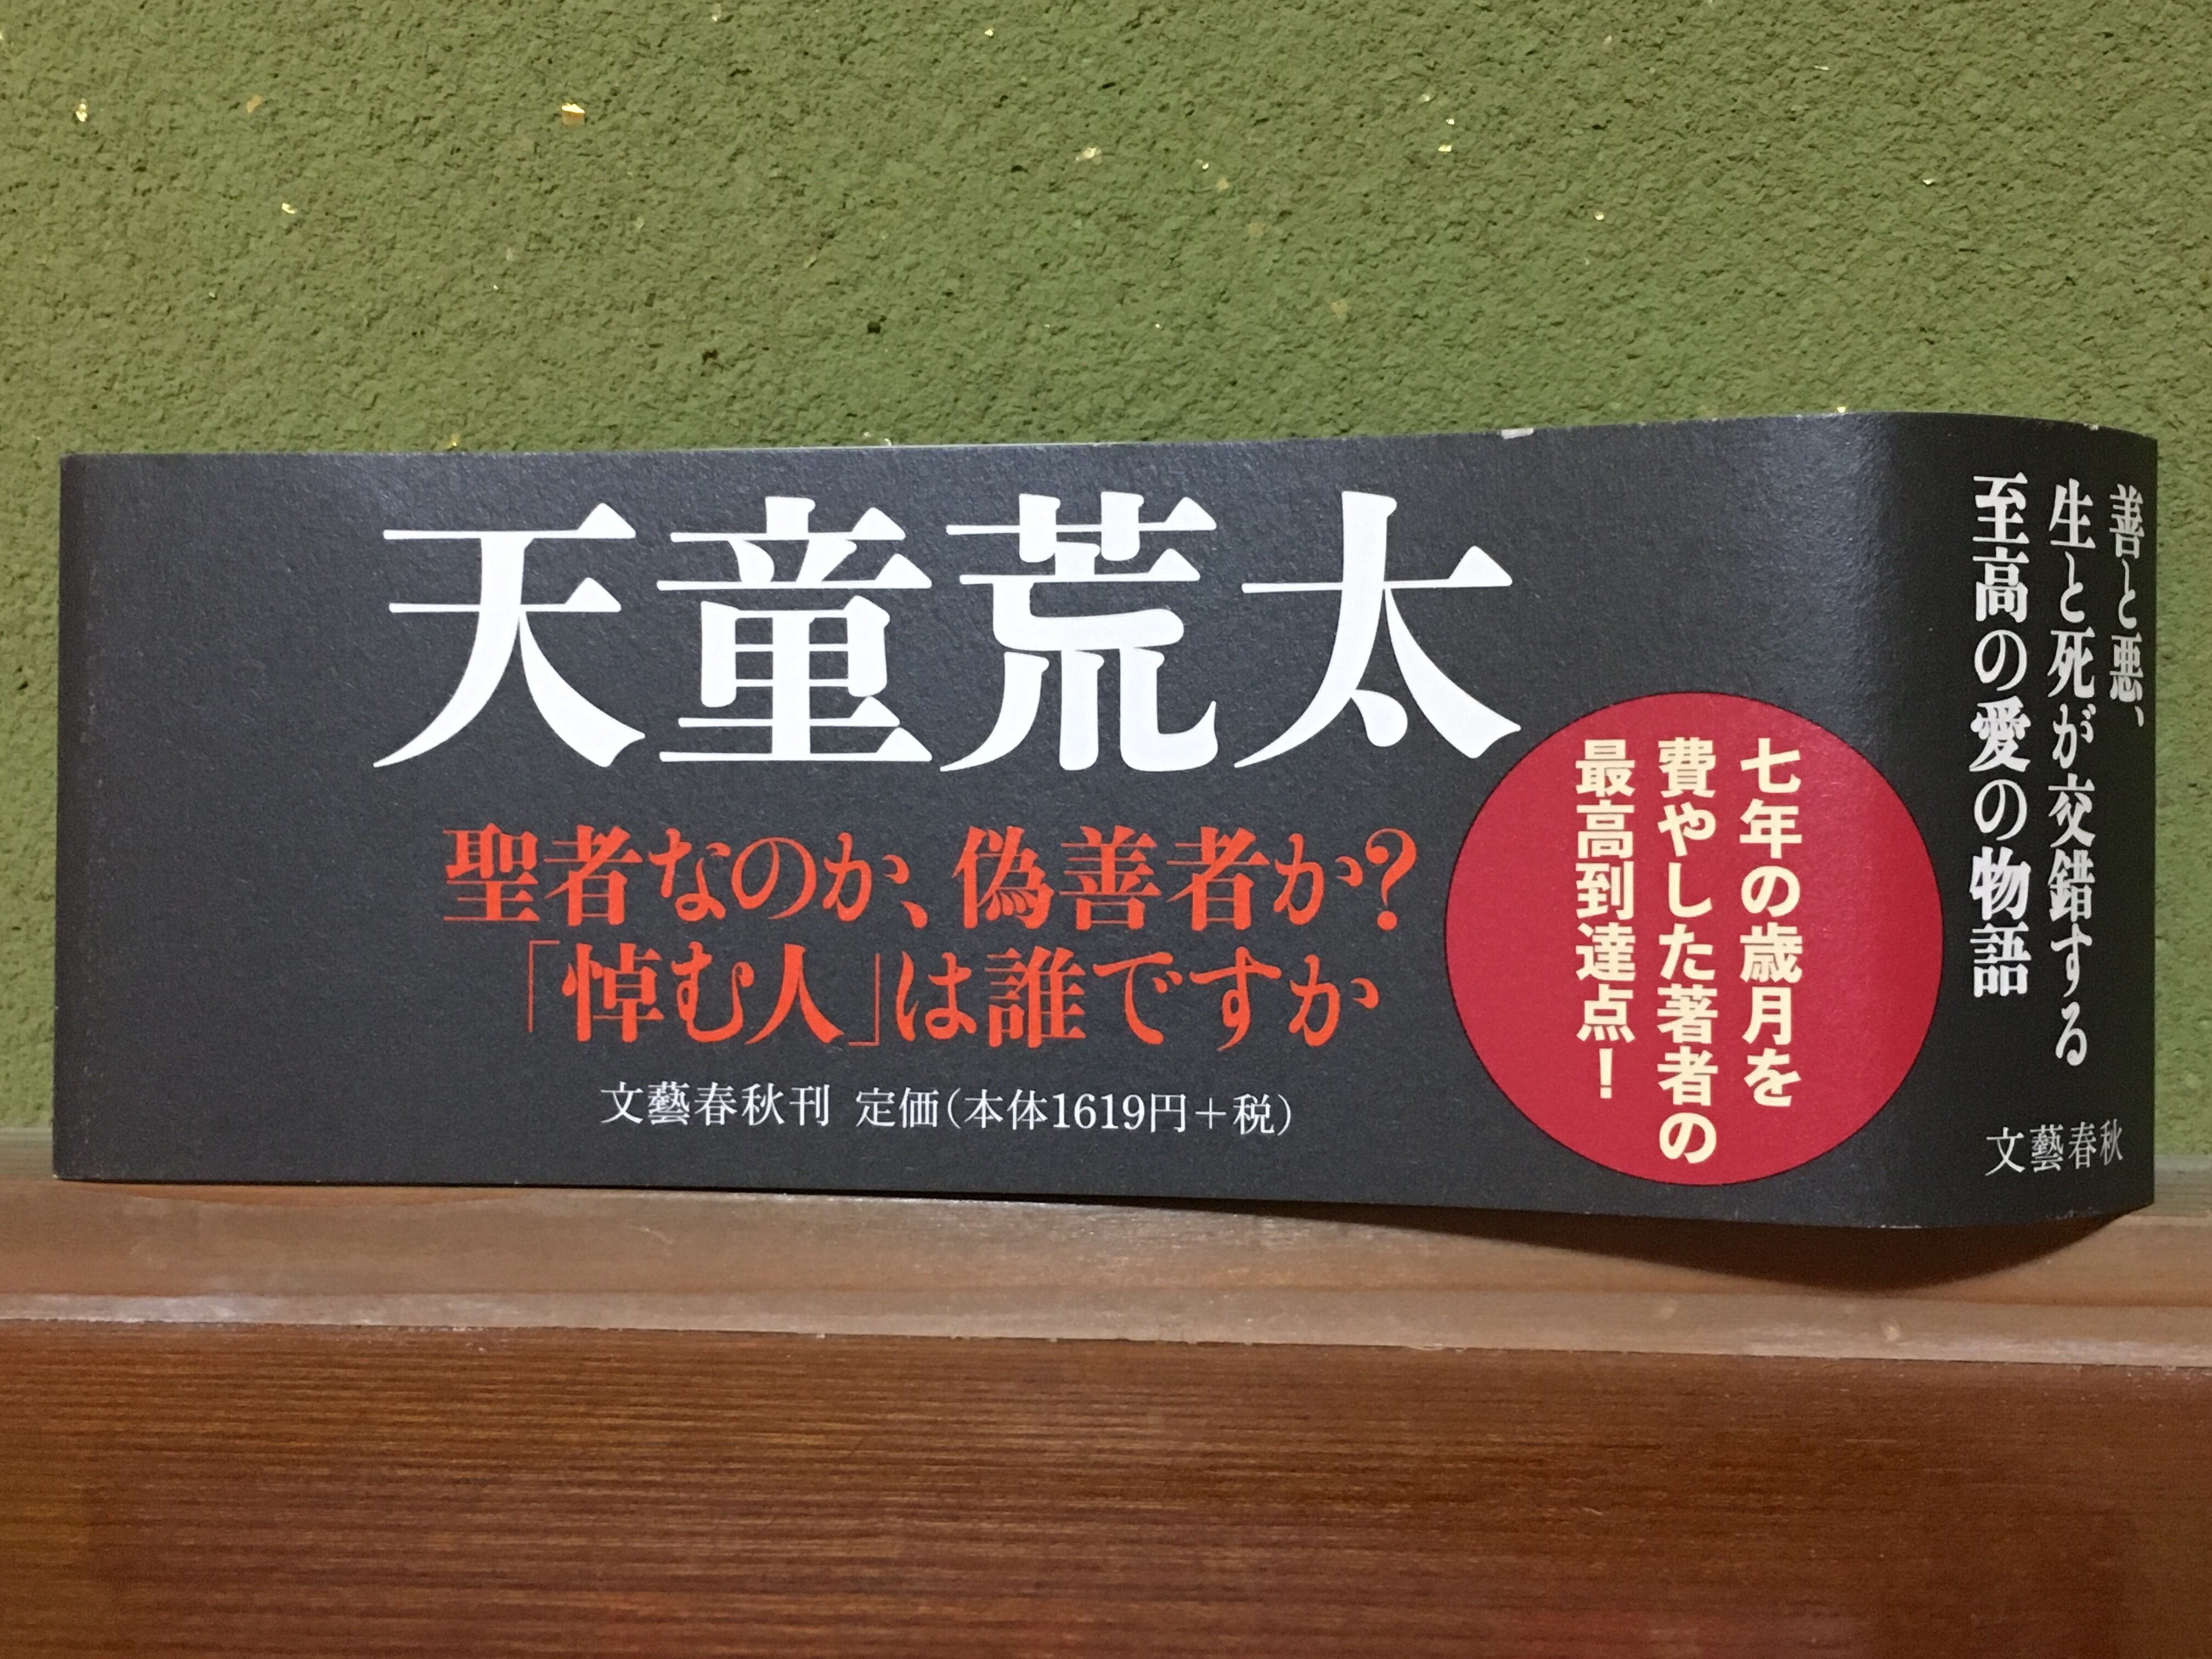 天童荒太
聖者なのか、偽善者か?
「悼む人」は誰ですか
文藝春秋刊 定価(本体1619円+税)
七年の歳月を
費やした著者の
最高到達点!
善と悪、
生と死が交錯する
至高の愛の物語
文藝春秋